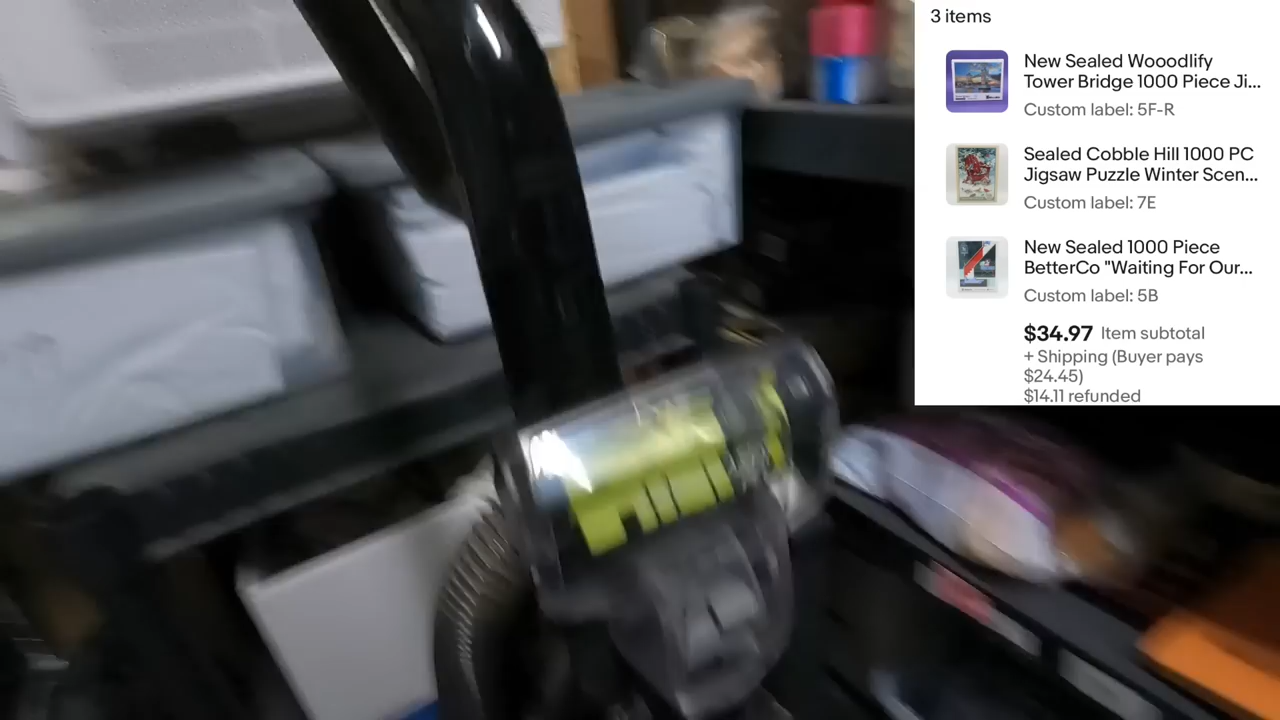 3 items
New Sealed Wooodlify
Tower Bridge 1000 Piece Ji...
Custom label: 5F-R
Sealed Cobble Hill 1000 PC
Jigsaw Puzzle Winter Scen...
Custom label: 7E
New Sealed 1000 Piece
BetterCo "Waiting For Our...
Custom label: 5B
$34.97 Item subtotal
+ Shipping (Buyer pays
$24.45)
$14.11 refunded